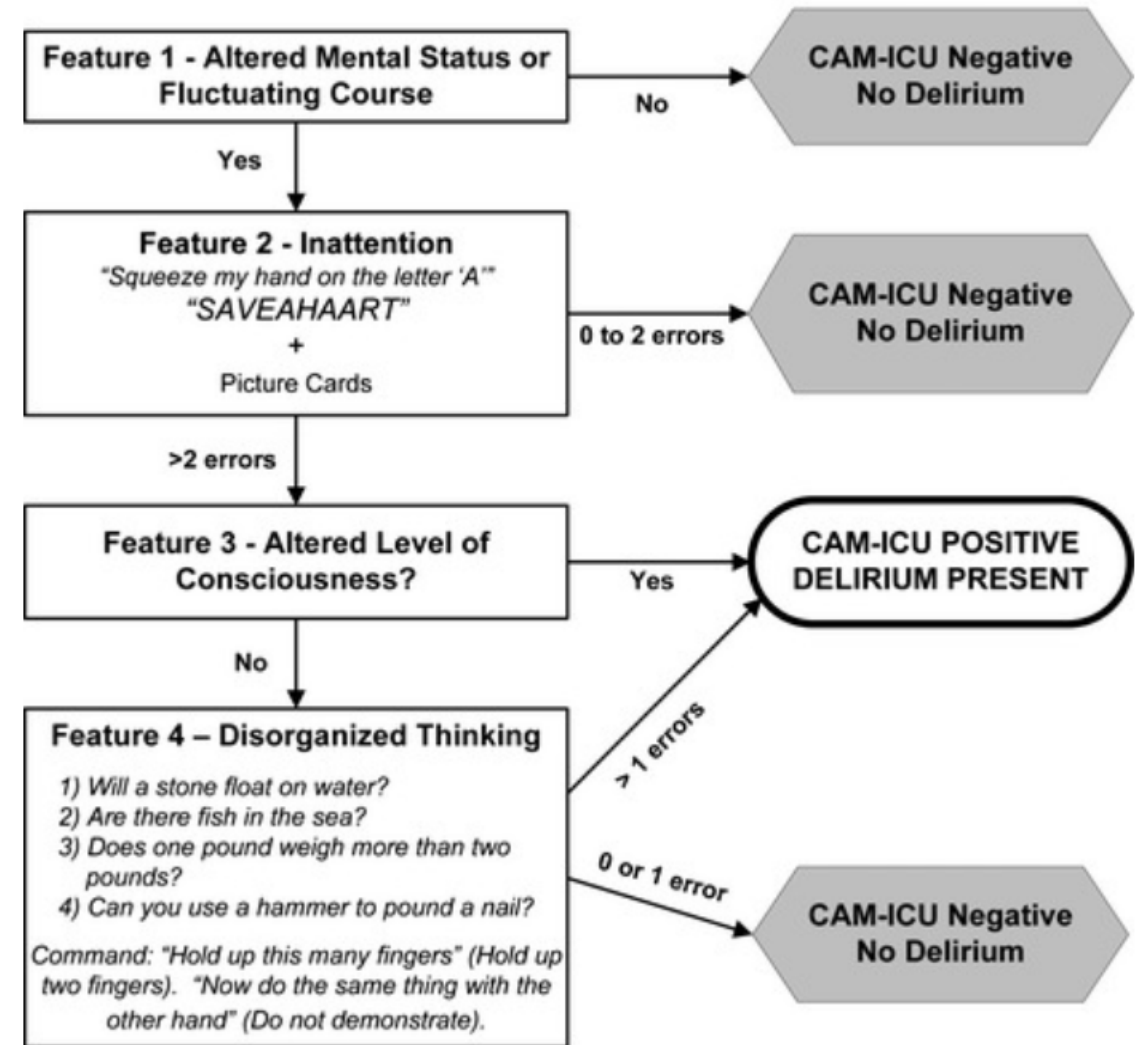 Feature 1 - Altered Mental Status or
Fluctuating Course
No
CAM-ICU Negative
No Delirium
Yes
Feature 2 - Inattention
“Squeeze my hand on the letter ‘A’”
“SAVEAHAART”
+
Picture Cards
0 to 2 errors
CAM-ICU Negative
No Delirium
>2 errors
Feature 3 - Altered Level of
Consciousness?
Yes
CAM-ICU POSITIVE
DELIRIUM PRESENT
No
Feature 4 – Disorganized Thinking
1) Will a stone float on water?
2) Are there fish in the sea?
3) Does one pound weigh more than two
pounds?
4) Can you use a hammer to pound a nail?
Command: “Hold up this many fingers” (Hold up
two fingers). “Now do the same thing with the
other hand” (Do not demonstrate).
> 1 errors
0 or 1 error
CAM-ICU Negative
No Delirium